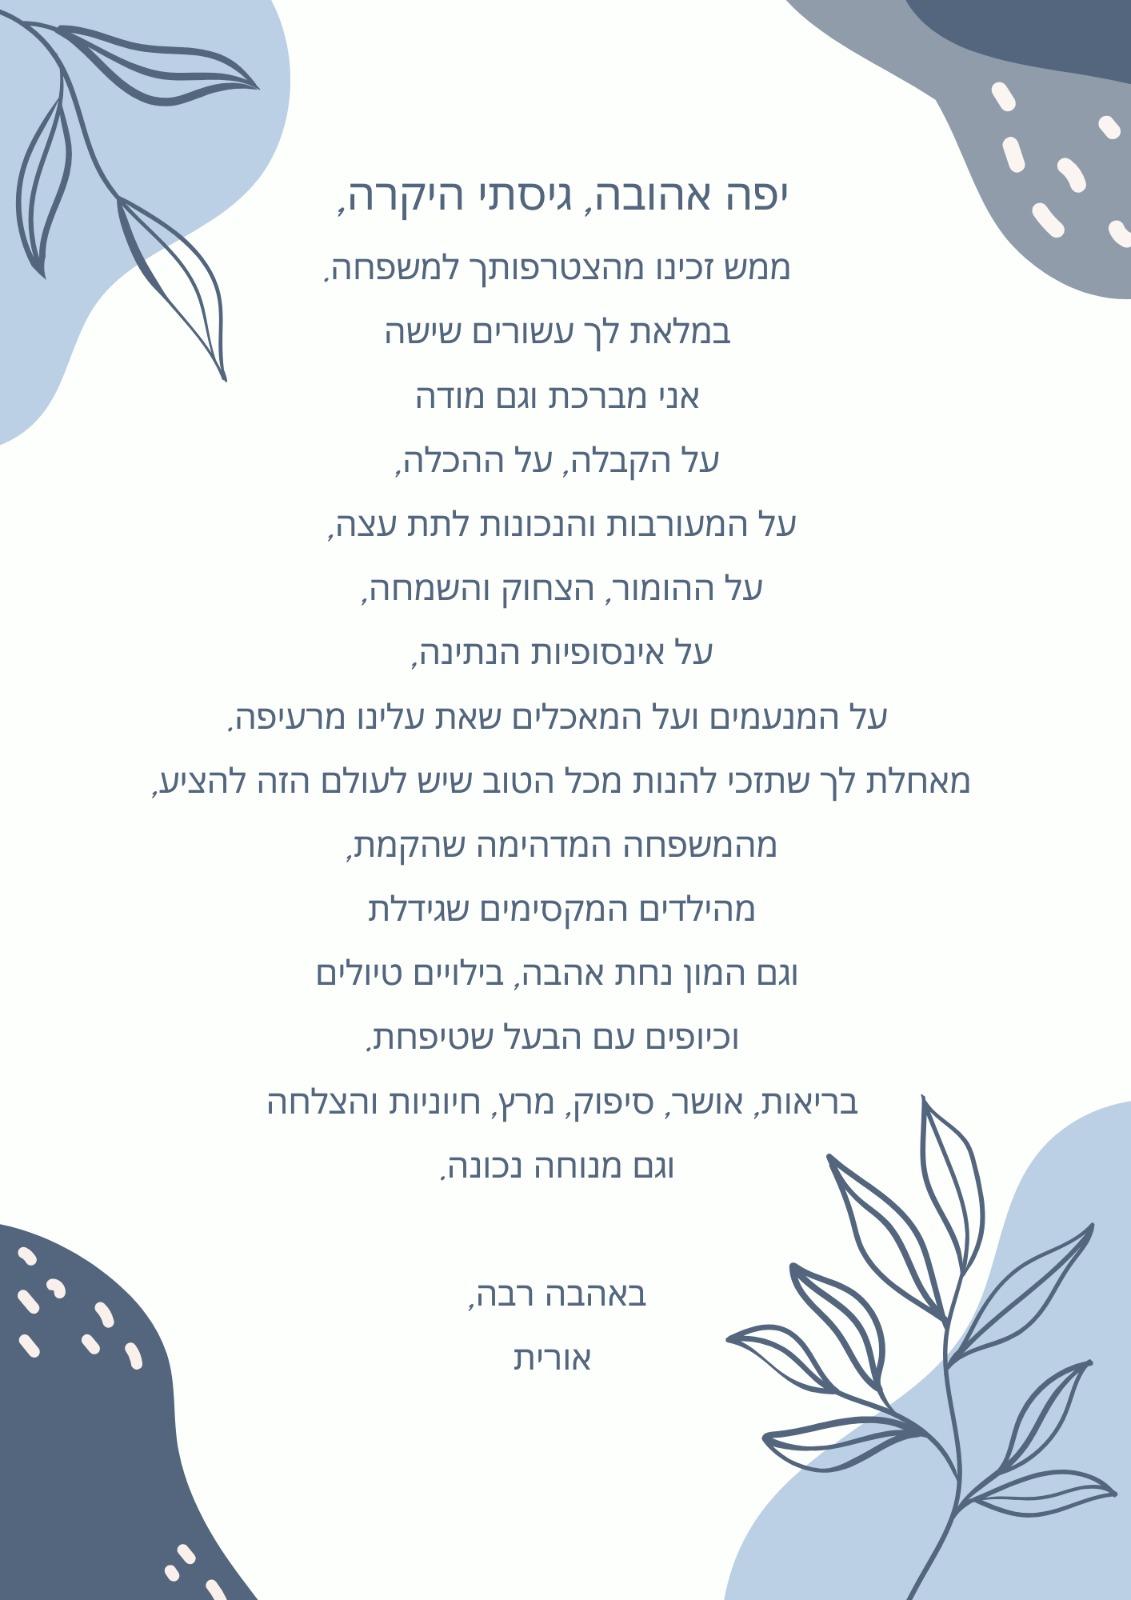 יפה אהובה, גיסתי היקרה,
ממש זכינו מהצטרפותך למשפחה.
במלאת לך עשורים שישה
אני מברכת וגם מודה
על הקבלה, על ההכלה,
על המעורבות והנכונות לתת עצה,
על ההומור, הצחוק והשמחה,
על אינסופיות הנתינה,
על המנעמים ועל המאכלים שאת עלינו מרעיפה.
מאחלת לך שתזכי להנות מכל הטוב שיש לעולם הזה להציע,
מהמשפחה המדהימה שהקמת,
מהילדים המקסימים שגידלת
וגם המון נחת אהבה, בילויים טיולים
וכיופים עם הבעל שטיפחת.
בריאות, אושר, סיפוק, מרץ, חיוניות והצלחה
וגם מנוחה נכונה.
באהבה רבה,
אורית